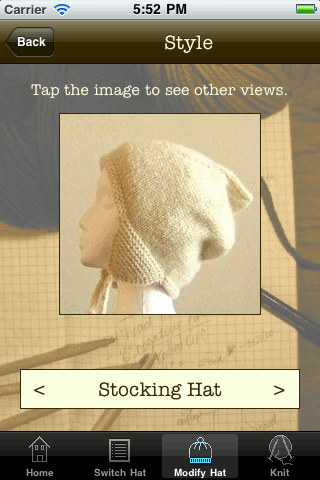 Carrier 5:52 PM
Back Style
Tap the image to see other views.
< Stocking Hat >
Home Switch Hat Modify Hat Knit